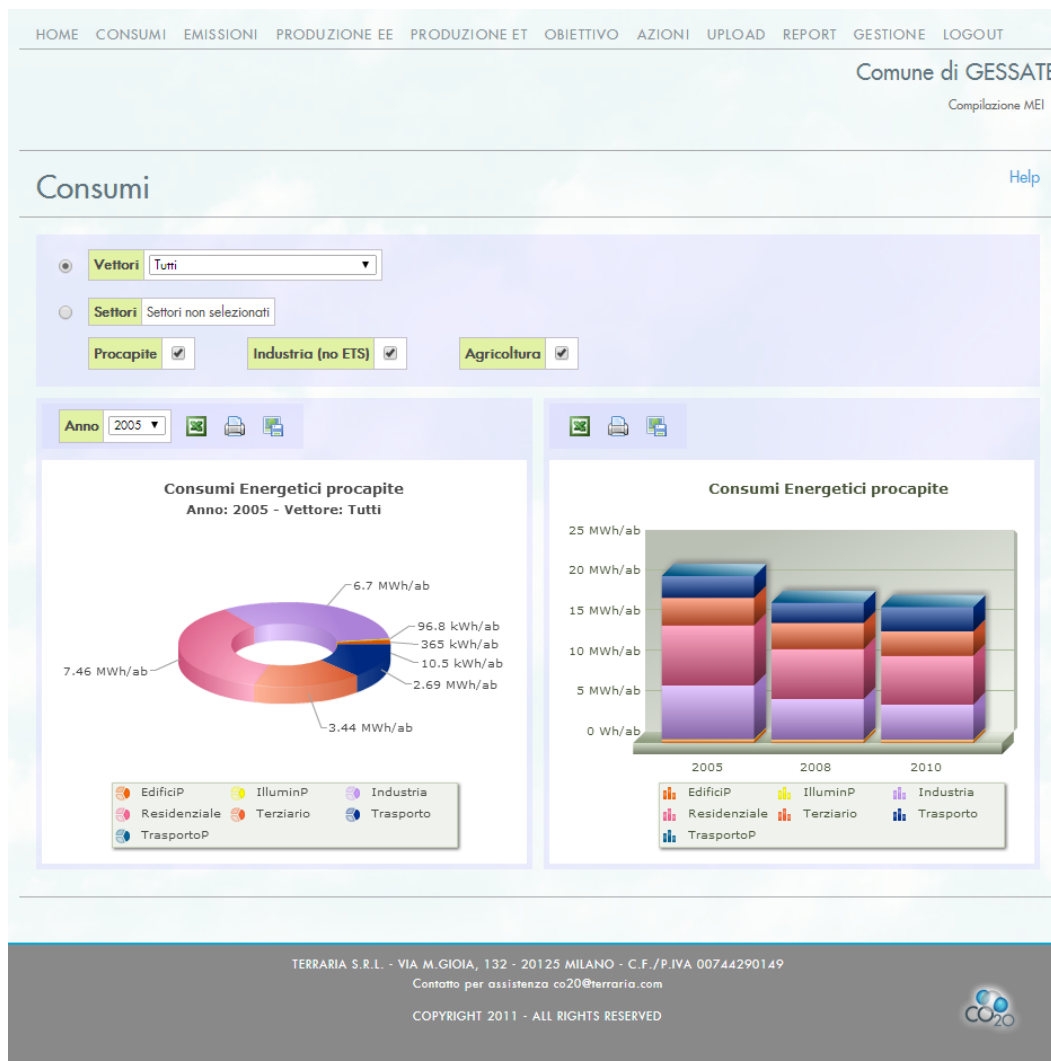 HOME CONSUMI EMISSIONI PRODUZIONE EE PRODUZIONE ET OBIETTIVO AZIONI UPLOAD REPORT GESTIONE LOGOUT
Comune di GESSATE
Compilazione MEI
Consumi
Help
Vettori Tutti
Settori Settori non selezionati
Procapite Industria (no ETS) Agricoltura
Anno 2005
Consumi Energetici procapite
Anno: 2005 - Vettore: Tutti
6.7 MWh/ab
96.8 kWh/ab
365 kWh/ab
10.5 kWh/ab
2.69 MWh/ab
7.46 MWh/ab
3.44 MWh/ab
EdificiP IlluminP Industria
Residenziale Terziario Trasporto
TrasportoP
Consumi Energetici procapite
25 MWh/ab
20 MWh/ab
15 MWh/ab
10 MWh/ab
5 MWh/ab
0 Wh/ab
2005 2008 2010
EdificiP IlluminP Industria
Residenziale Terziario Trasporto
TrasportoP
TERRARIA S.R.L. - VIA M.GIOIA, 132 - 20125 MILANO - C.F./P.IVA 00744290149
Contatto per assistenza co20@terraria.com
COPYRIGHT 2011 - ALL RIGHTS RESERVED
CO20